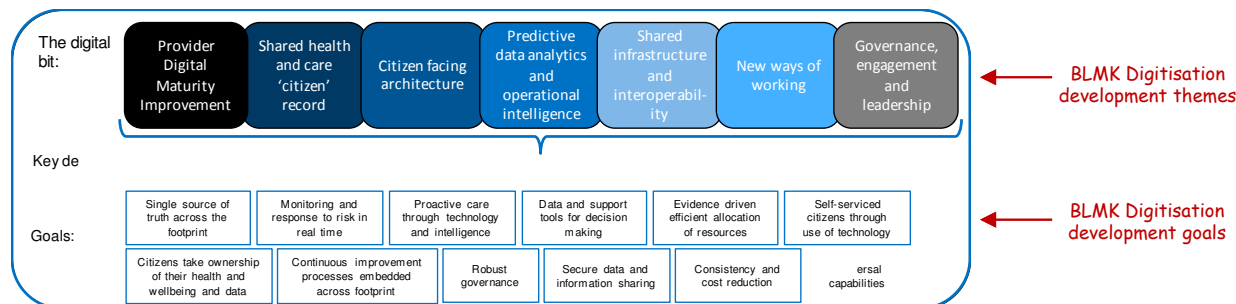 The digital
bit:
Provider
Digital
Maturity
Improvement
Shared health
and care
‘citizen’
record
Citizen facing
architecture
Predictive
data analytics
and
operational
intelligence
Shared
infrastructure
and
interoperabil-
ity
New ways of
working
Governance,
engagement
and
leadership
BLMK Digitisation
development themes
Key de
Goals:
Single source of
truth across the
footprint
Monitoring and
response to risk in
real time
Proactive care
through technology
and intelligence
Data and support
tools for decision
making
Evidence driven
efficient allocation
of resources
Self-serviced
citizens through
use of technology
BLMK Digitisation
development goals
Citizens take ownership
of their health and
wellbeing and data
Continuous improvement
processes embedded
across footprint
Robust
governance
Secure data and
information sharing
Consistency and
cost reduction
ersal
capabilities